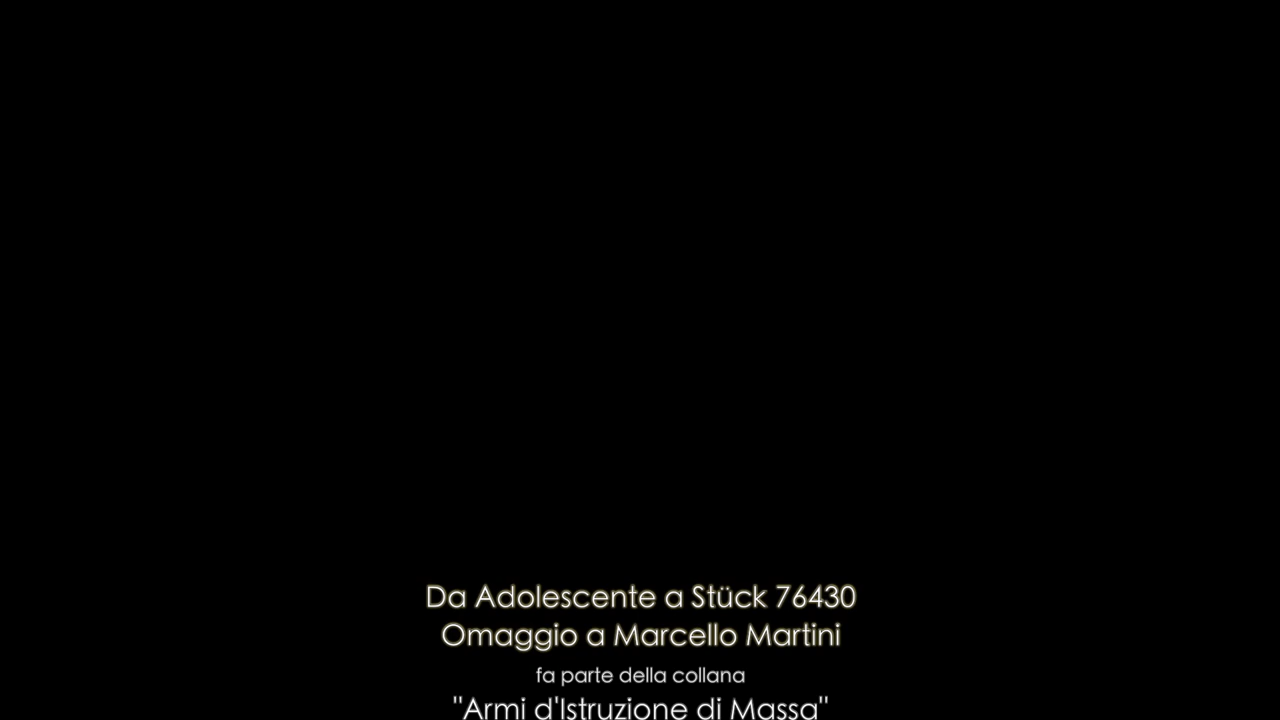 Da Adolescente a Stück 76430
Omaggio a Marcello Martini
fa parte della collana
"Armi d'Istruzione di Massa"